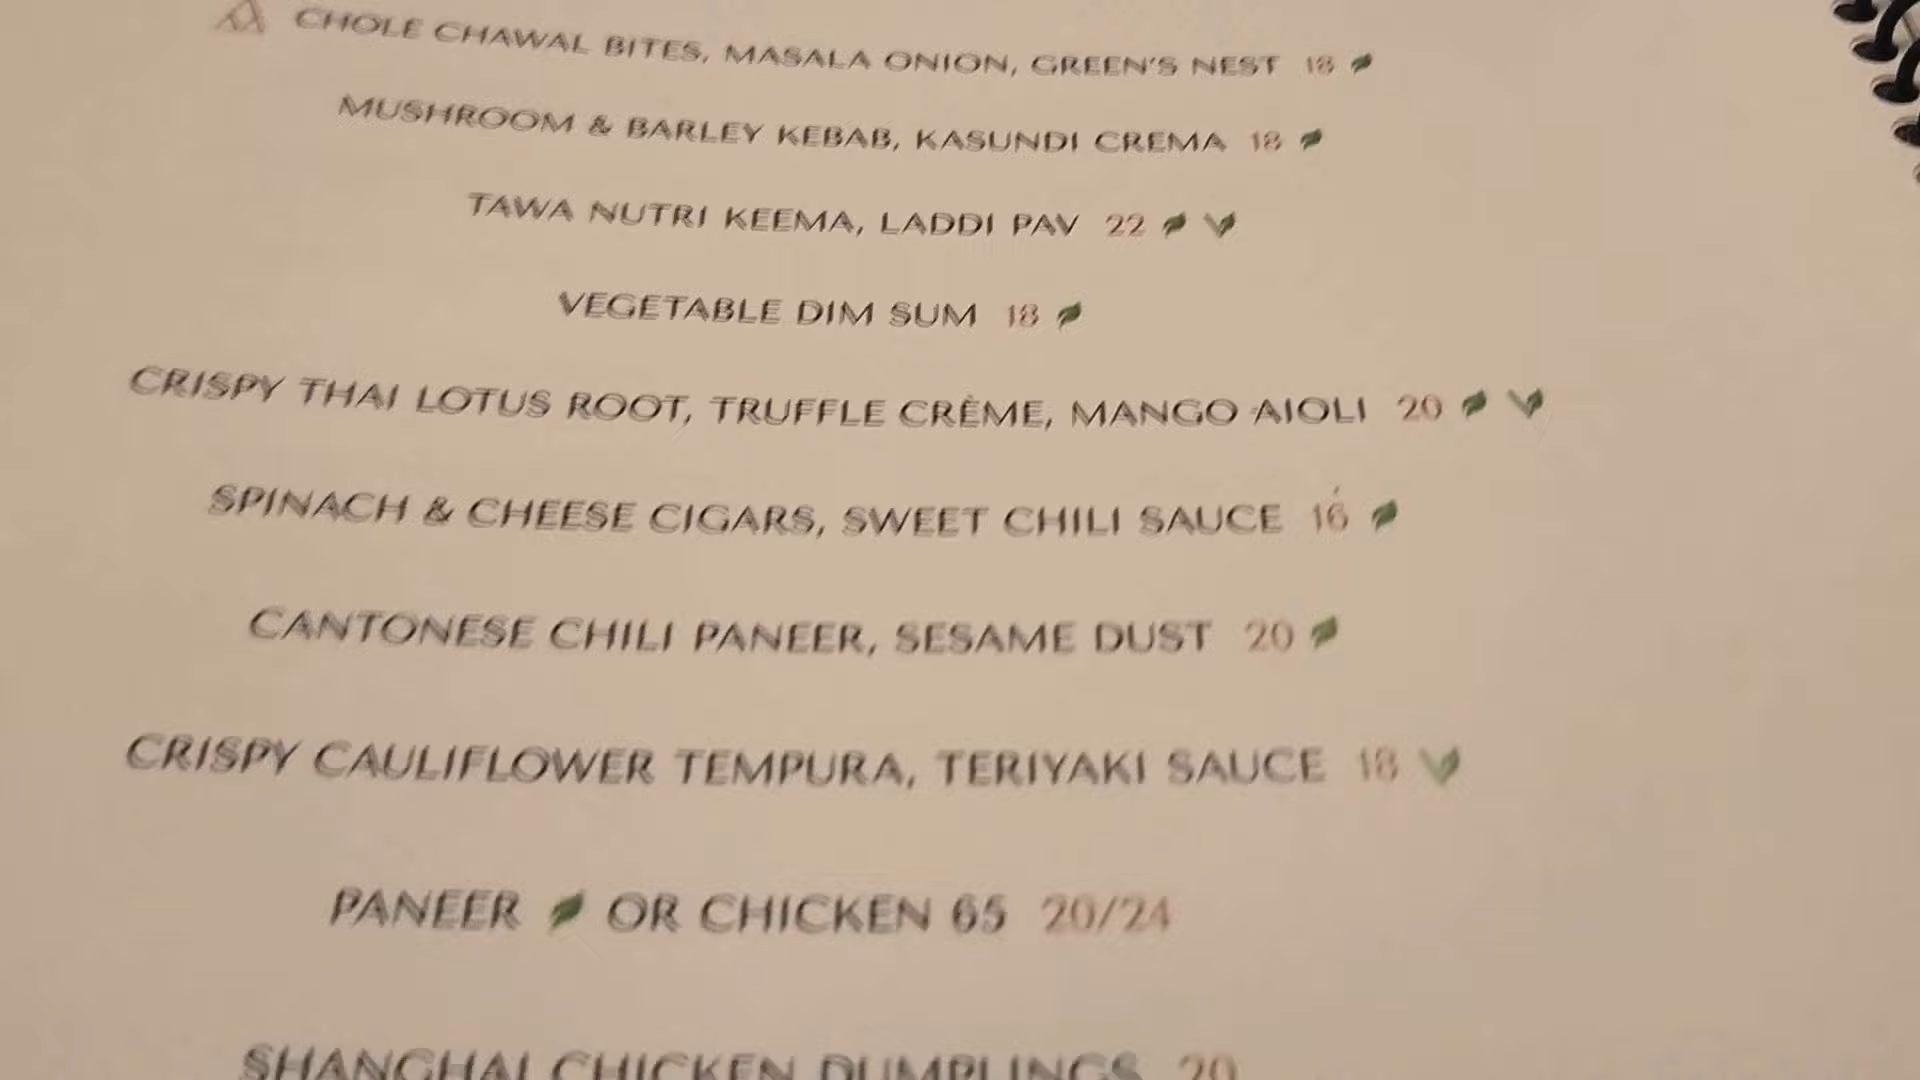 CHOLE CHAWAL BITES, MASALA ONION, GREEN'S NEST 18
MUSHROOM & BARLEY KEBAB, KASUNDI CREMA 18
TAWA NUTRI KEEMA, LADDI PAV 22
VEGETABLE DIM SUM 18
CRISPY THAI LOTUS ROOT, TRUFFLE CRÈME, MANGO AIOLI 20
SPINACH & CHEESE CIGARS, SWEET CHILI SAUCE 16
CANTONESE CHILI PANEER, SESAME DUST 20
CRISPY CAULIFLOWER TEMPURA, TERIYAKI SAUCE 18
PANEER OR CHICKEN 65 20/24
SHANGHAI CHICKEN DUMPLINGS 20